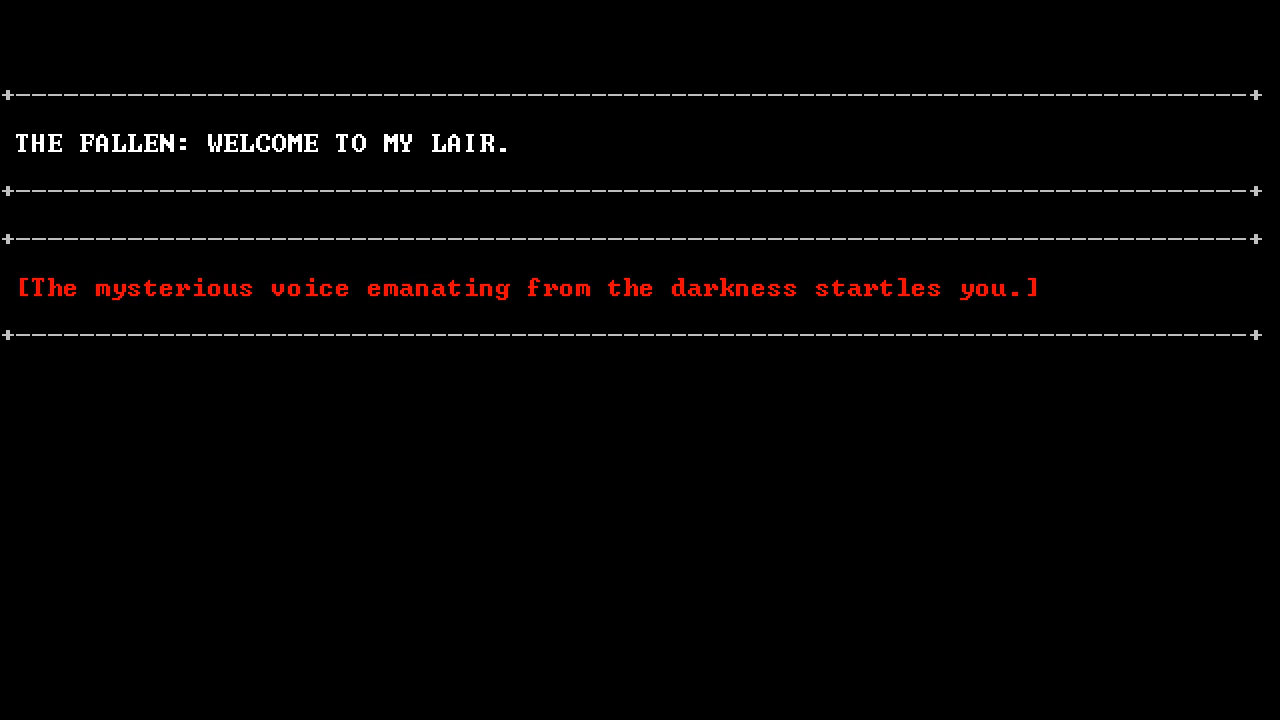 THE FALLEN: WELCOME TO MY LAIR.
[The mysterious voice emanating from the darkness startles you.]